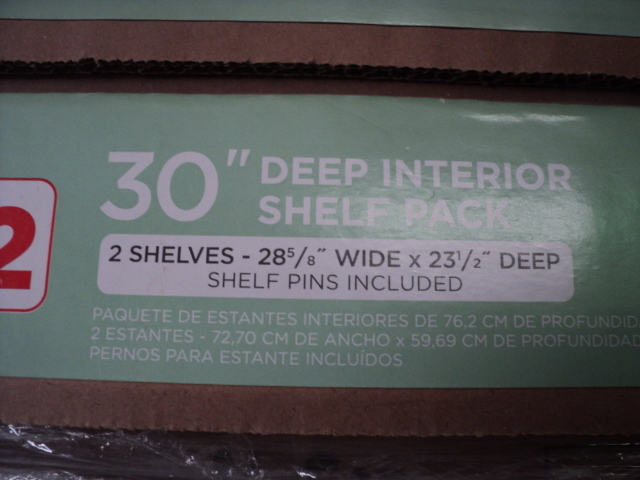 30" DEEP INTERIOR
SHELF PACK
2
2 SHELVES - 28⁵/₈" WIDE x 23¹/₂" DEEP
SHELF PINS INCLUDED
PAQUETE DE ESTANTES INTERIORES DE 76,2 CM DE PROFUNDID
2 ESTANTES - 72,70 CM DE ANCHO x 59,69 CM DE PROFUNDIDAD
PERNOS PARA ESTANTE INCLUÍDOS